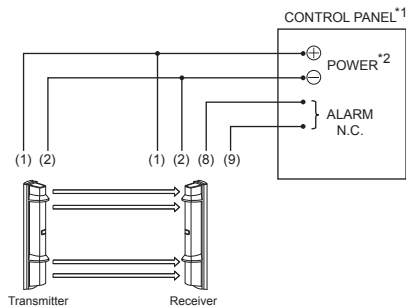 CONTROL PANEL*1
⊕
POWER*2
⊖
ALARM
N.C.
(1) (2) (1) (2) (8) (9)
Transmitter Receiver